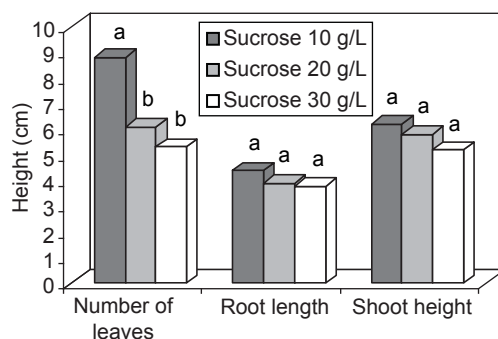 Height (cm)
10
9
8
7
6
5
4
3
2
1
0
Sucrose 10 g/L
Sucrose 20 g/L
Sucrose 30 g/L
a
b
b
a
a
a
a
a
a
Number of
leaves
Root length
Shoot height